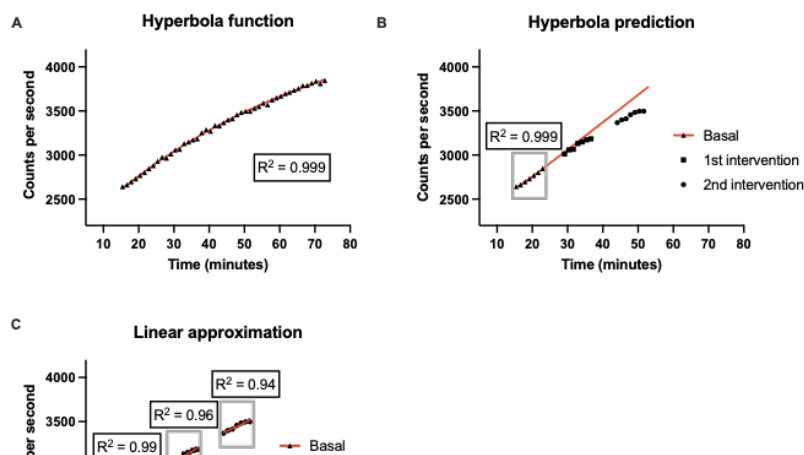 A
Hyperbola function
Counts per second
4000
3500
3000
2500
R² = 0.999
10 20 30 40 50 60 70 80
Time (minutes)
B
Hyperbola prediction
Counts per second
4000
3500
3000
2500
R² = 0.999
Basal
1st intervention
2nd intervention
10 20 30 40 50 60 70 80
Time (minutes)
C
Linear approximation
per second
4000
3500
R² = 0.94
R² = 0.96
R² = 0.99
Basal